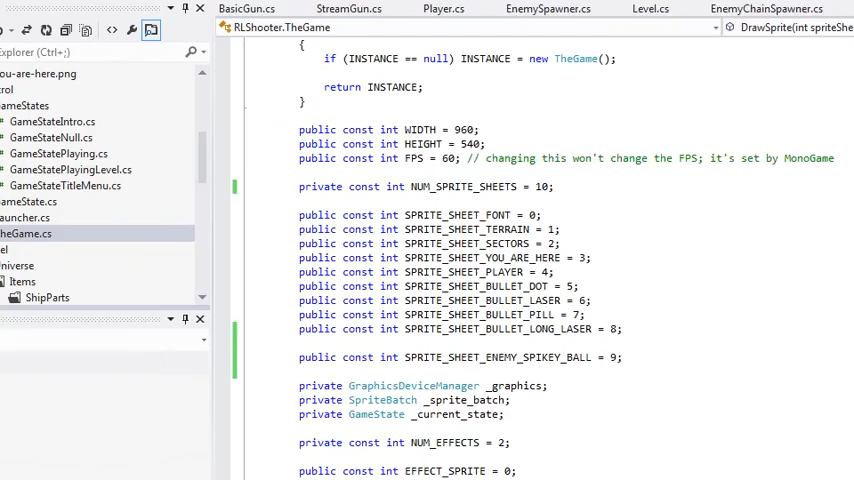 BasicGun.cs StreamGun.cs Player.cs EnemySpawner.cs Level.cs EnemyChainSpawner.cs
RLShooter.TheGame DrawSprite(int spriteShe
Explorer (Ctrl+;)
ou-are-here.png
rol
ameStates
GameStateIntro.cs
GameStateNull.cs
GameStatePlaying.cs
GameStatePlayingLevel.cs
GameStateTitleMenu.cs
ameState.cs
auncher.cs
heGame.cs
el
niverse
Items
ShipParts
{
if (INSTANCE == null) INSTANCE = new TheGame();
return INSTANCE;
}
public const int WIDTH = 960;
public const int HEIGHT = 540;
public const int FPS = 60; // changing this won't change the FPS; it's set by MonoGame
private const int NUM_SPRITE_SHEETS = 10;
public const int SPRITE_SHEET_FONT = 0;
public const int SPRITE_SHEET_TERRAIN = 1;
public const int SPRITE_SHEET_SECTORS = 2;
public const int SPRITE_SHEET_YOU_ARE_HERE = 3;
public const int SPRITE_SHEET_PLAYER = 4;
public const int SPRITE_SHEET_BULLET_DOT = 5;
public const int SPRITE_SHEET_BULLET_LASER = 6;
public const int SPRITE_SHEET_BULLET_PILL = 7;
public const int SPRITE_SHEET_BULLET_LONG_LASER = 8;
public const int SPRITE_SHEET_ENEMY_SPIKEY_BALL = 9;
private GraphicsDeviceManager _graphics;
private SpriteBatch _sprite_batch;
private GameState _current_state;
private const int NUM_EFFECTS = 2;
public const int EFFECT_SPRITE = 0;